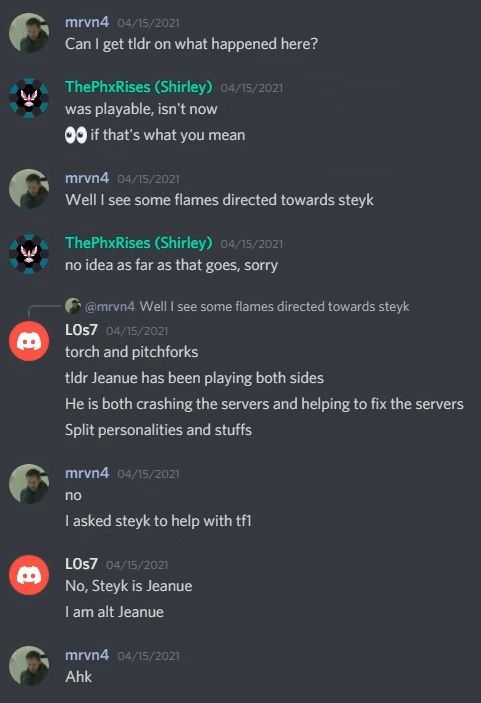 mrvn4 04/15/2021
Can I get tldr on what happened here?
ThePhxRises (Shirley) 04/15/2021
was playable, isn't now
👀 if that's what you mean
mrvn4 04/15/2021
Well I see some flames directed towards steyk
ThePhxRises (Shirley) 04/15/2021
no idea as far as that goes, sorry
@mrvn4 Well I see some flames directed towards steyk
L0s7 04/15/2021
torch and pitchforks
tldr Jeanue has been playing both sides
He is both crashing the servers and helping to fix the servers
Split personalities and stuffs
mrvn4 04/15/2021
no
I asked steyk to help with tf1
L0s7 04/15/2021
No, Steyk is Jeanue
I am alt Jeanue
mrvn4 04/15/2021
Ahk